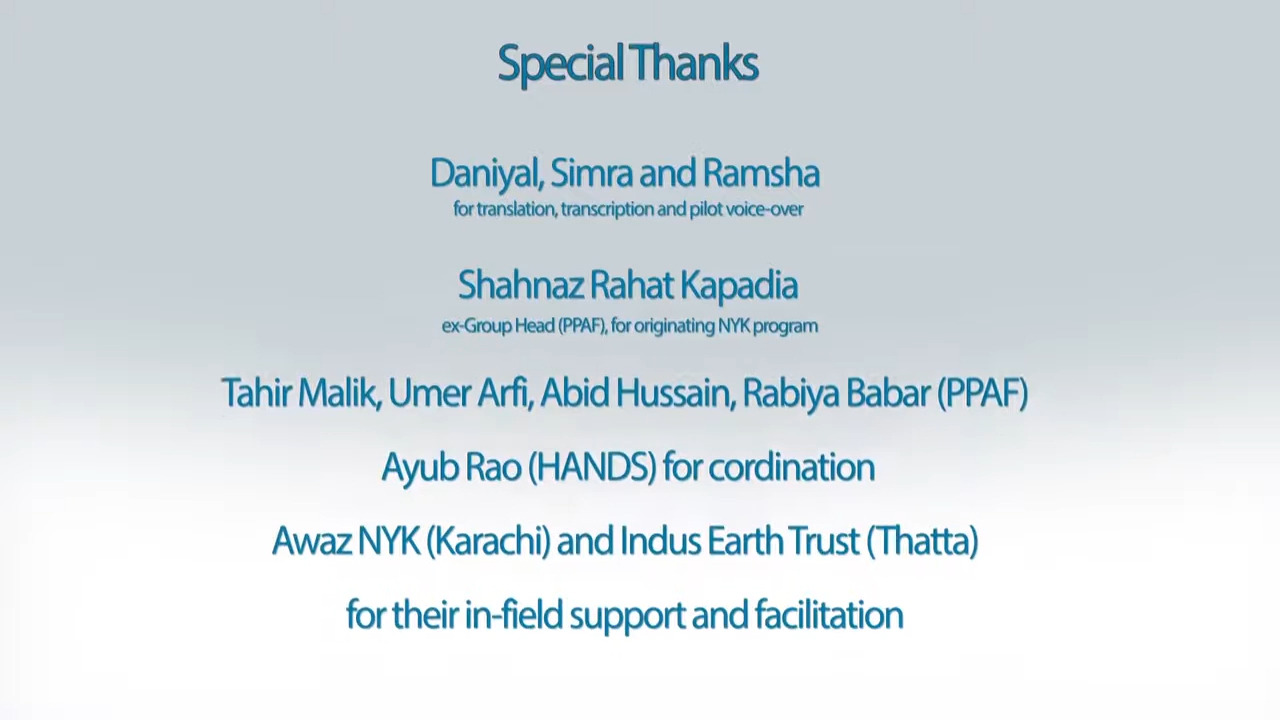 Special Thanks
Daniyal, Simra and Ramsha
for translation, transcription and pilot voice-over
Shahnaz Rahat Kapadia
ex-Group Head (PPAF), for originating NYK program
Tahir Malik, Umer Arfi, Abid Hussain, Rabiya Babar (PPAF)
Ayub Rao (HANDS) for cordination
Awaz NYK (Karachi) and Indus Earth Trust (Thatta)
for their in-field support and facilitation